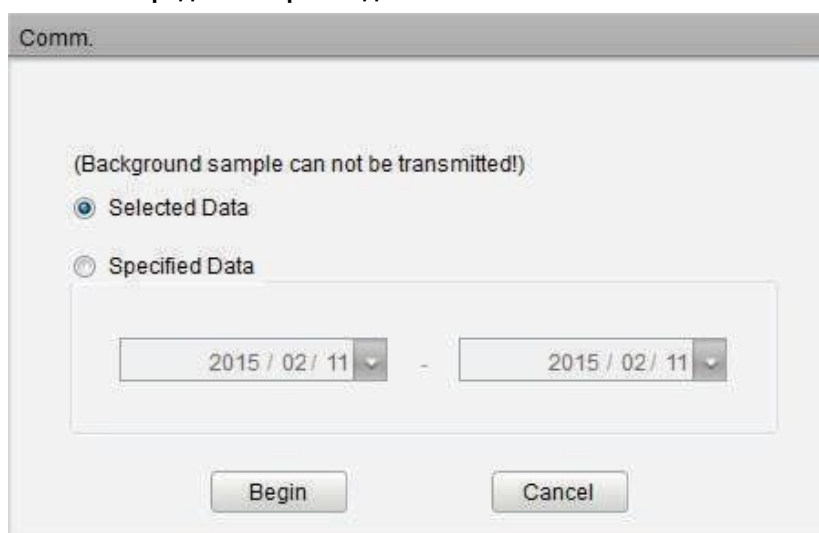 Comm.
(Background sample can not be transmitted!)
Selected Data
Specified Data
2015 / 02 / 11 - 2015 / 02 / 11
Begin Cancel